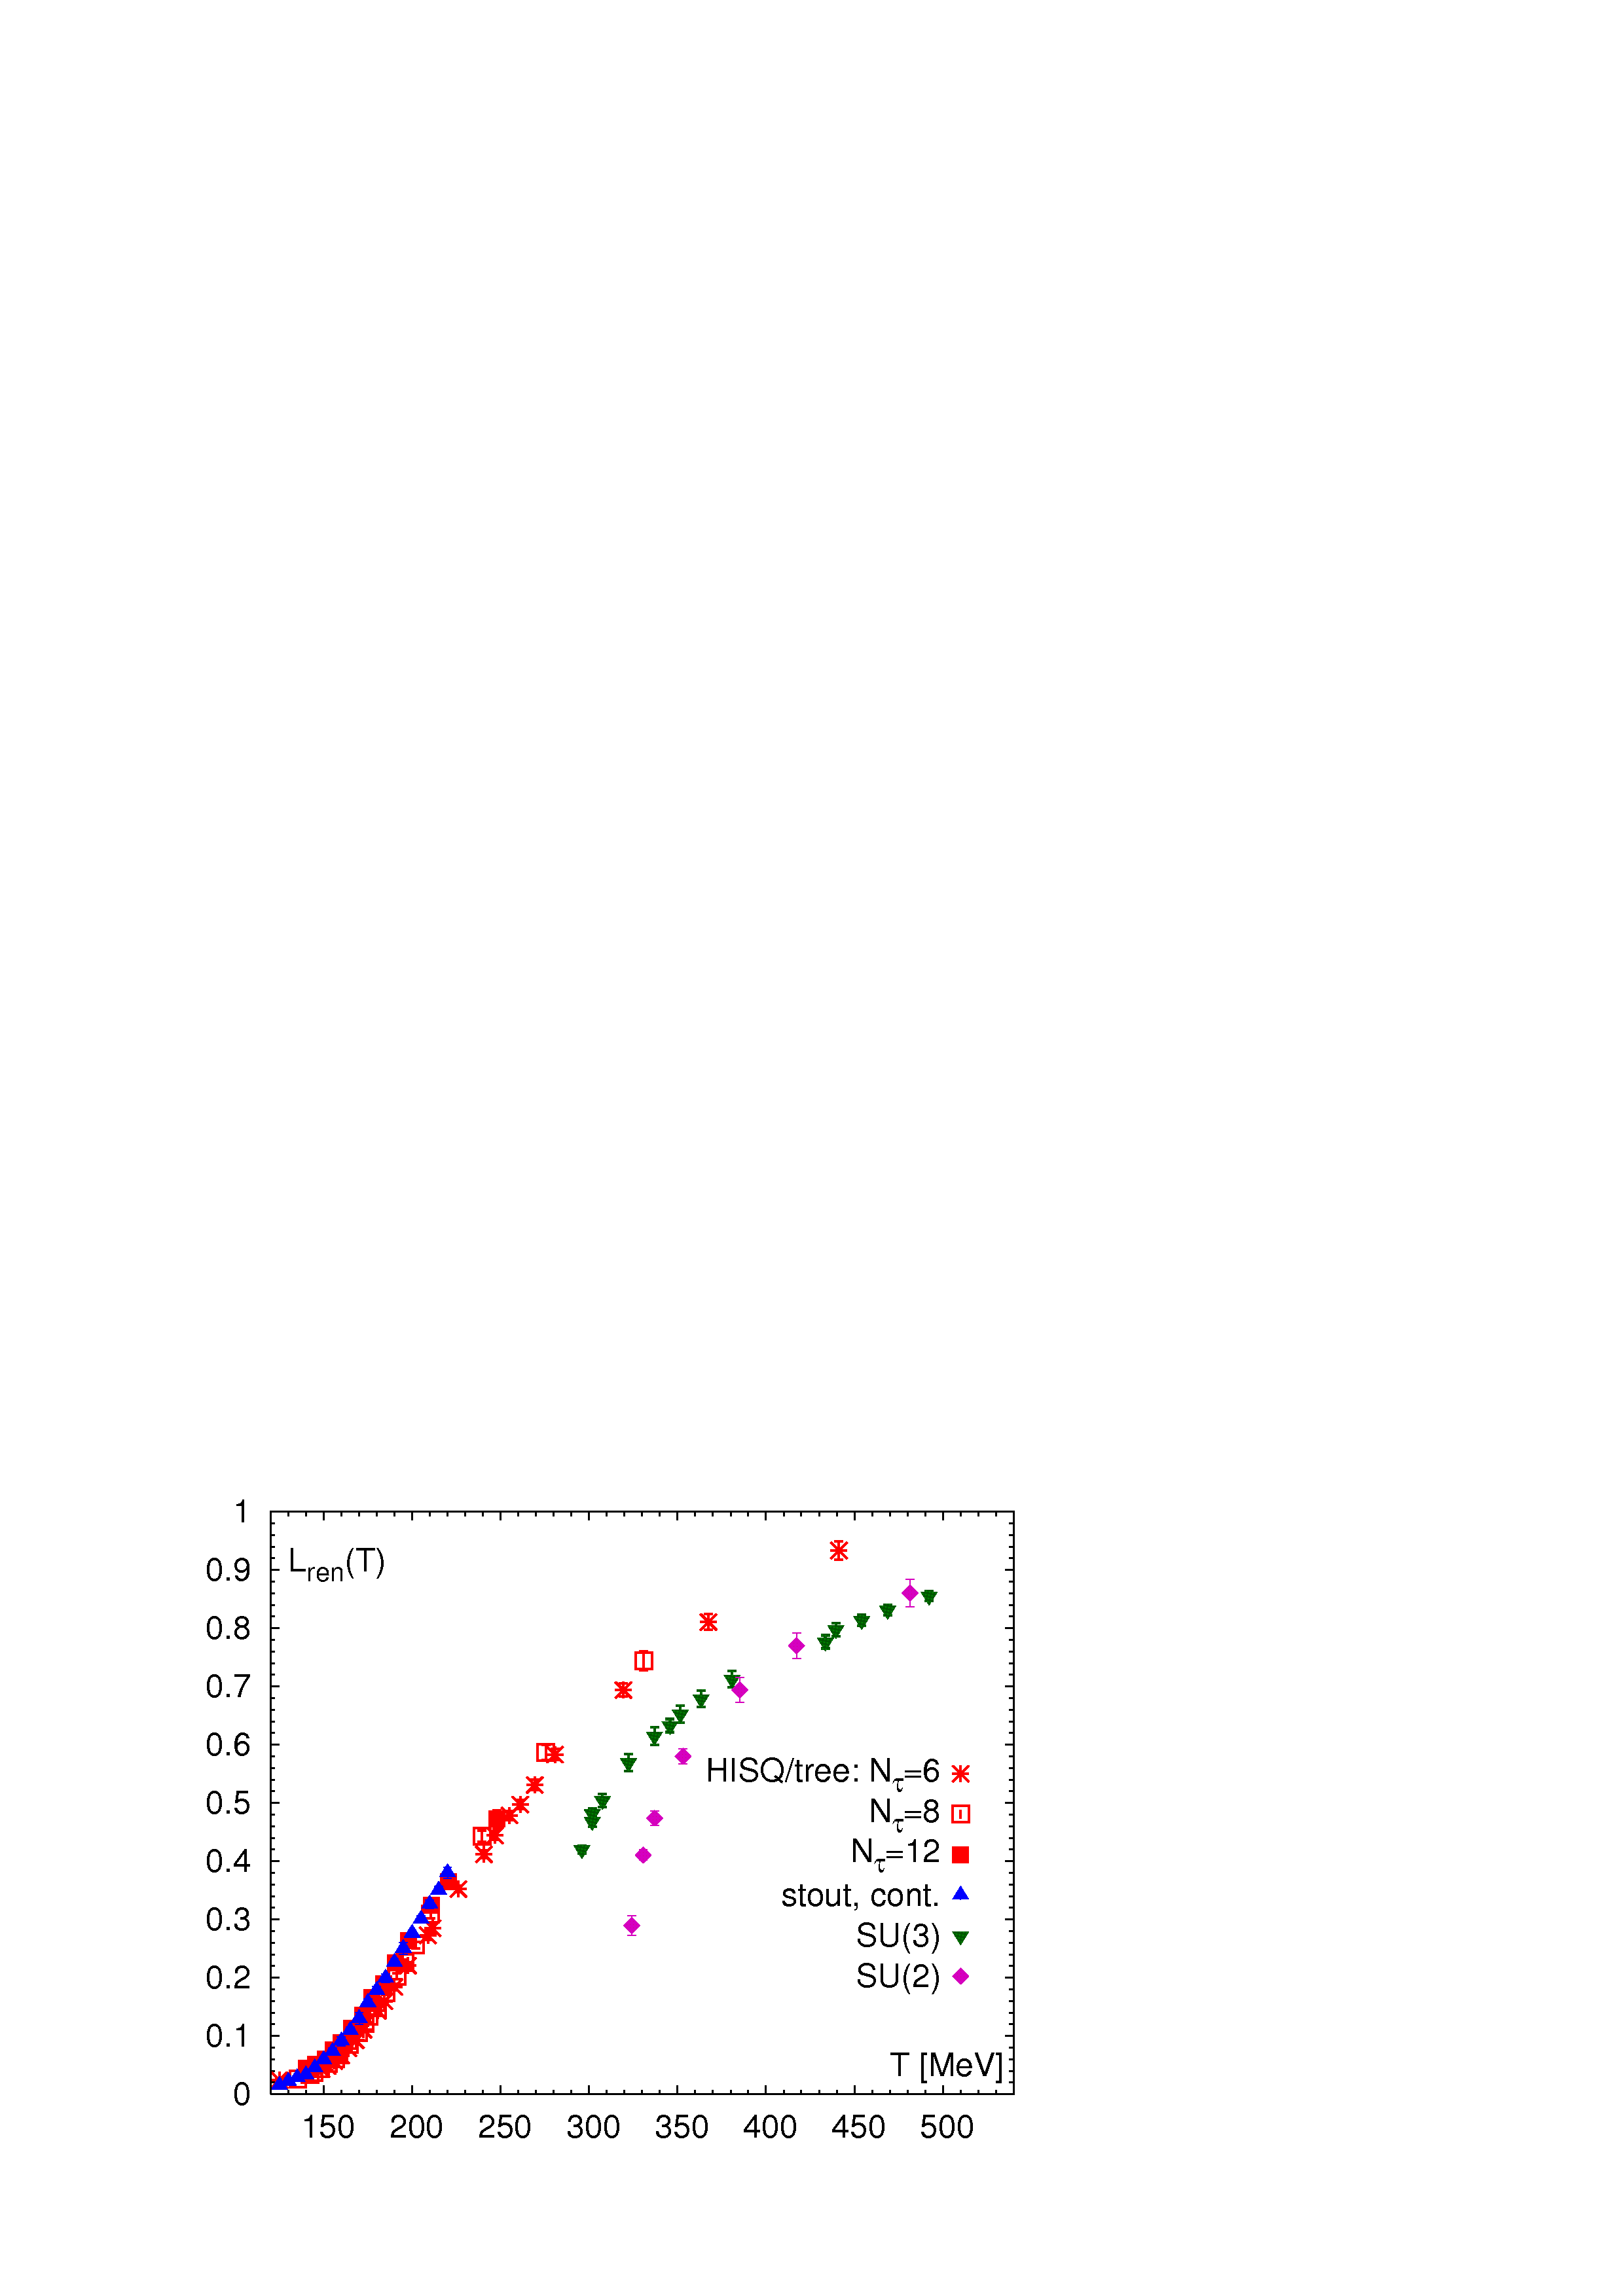 1
L_ren(T)
0.9
0.8
0.7
0.6
0.5
0.4
0.3
0.2
0.1
0
HISQ/tree: N_τ=6
N_τ=8
N_τ=12
stout, cont.
SU(3)
SU(2)
T [MeV]
150 200 250 300 350 400 450 500